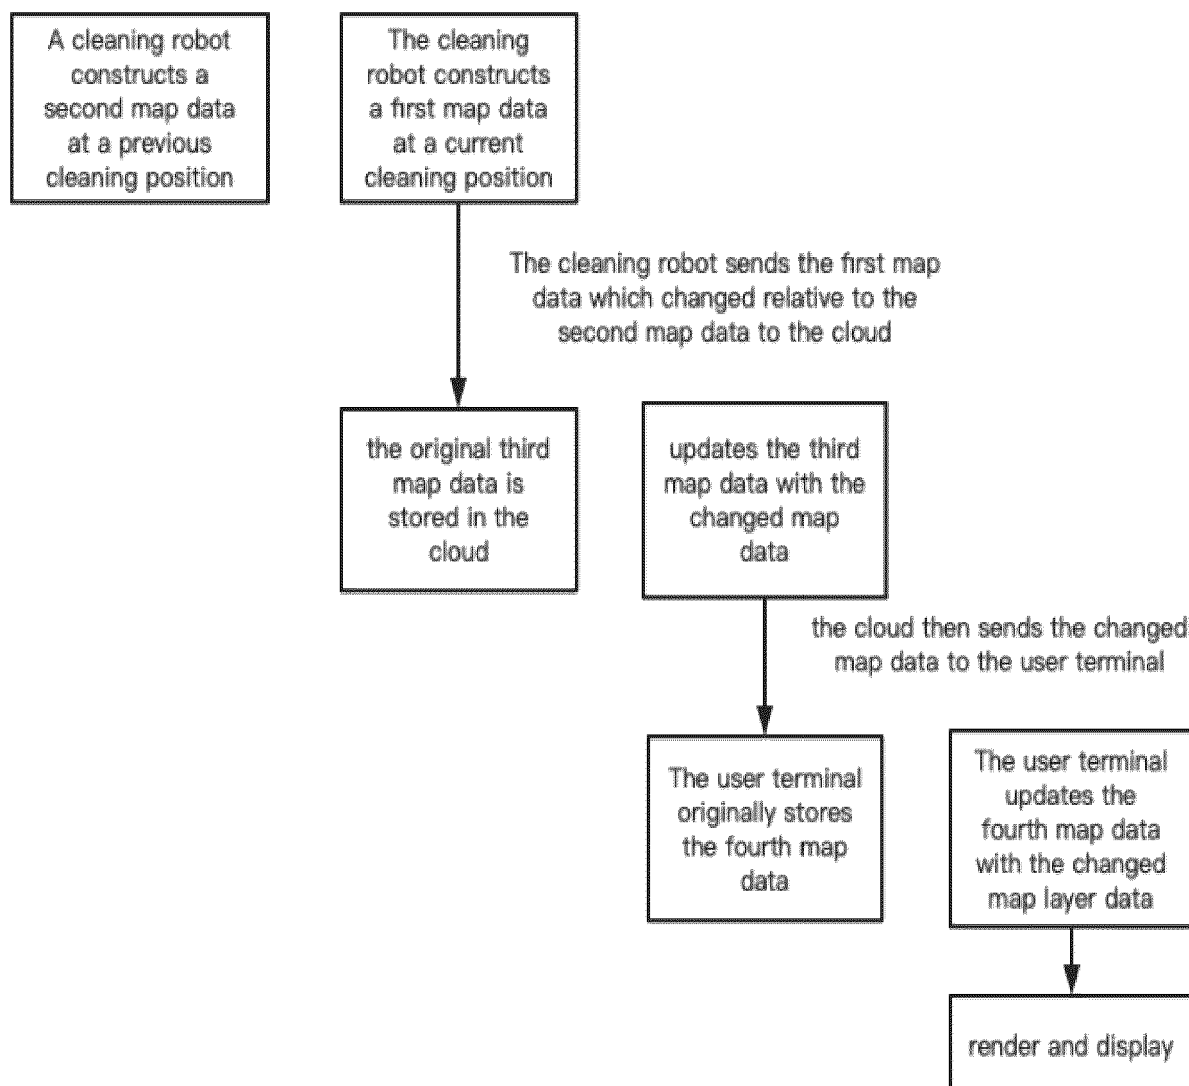 A cleaning robot
constructs a
second map data
at a previous
cleaning position
The cleaning
robot constructs
a first map data
at a current
cleaning position
The cleaning robot sends the first map
data which changed relative to the
second map data to the cloud
the original third
map data is
stored in the
cloud
updates the third
map data with the
changed map
data
the cloud then sends the changed
map data to the user terminal
The user terminal
originally stores
the fourth map
data
The user terminal
updates the
fourth map data
with the changed
map layer data
render and display